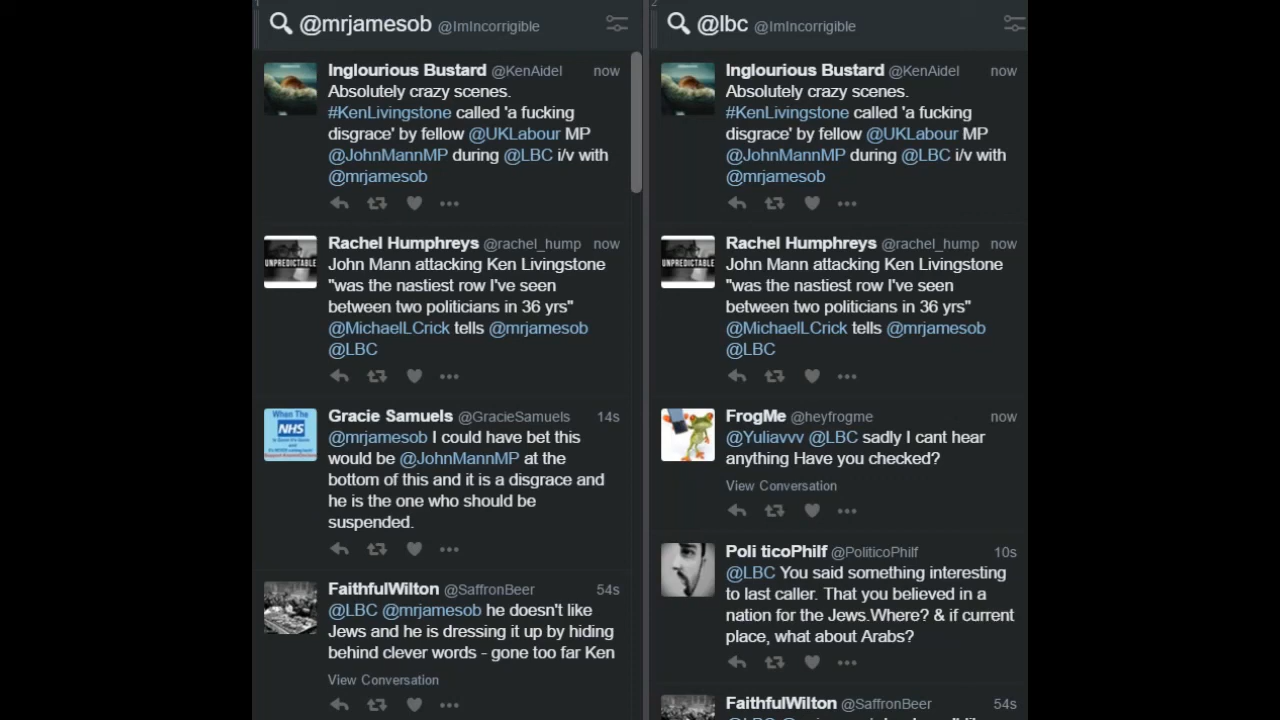 1
@mrjamesob @ImIncorrigible
Inglourious Bustard @KenAidel now
Absolutely crazy scenes.
#KenLivingstone called 'a fucking
disgrace' by fellow @UKLabour MP
@JohnMannMP during @LBC i/v with
@mrjamesob
Rachel Humphreys @rachel_hump now
UNPREDICTABLE
John Mann attacking Ken Livingstone
"was the nastiest row I've seen
between two politicians in 36 yrs"
@MichaelLCrick tells @mrjamesob
@LBC
Gracie Samuels @GracieSamuels 14s
When The
NHS
@mrjamesob I could have bet this
would be @JohnMannMP at the
bottom of this and it is a disgrace and
he is the one who should be
suspended.
FaithfulWilton @SaffronBeer 54s
@LBC @mrjamesob he doesn't like
Jews and he is dressing it up by hiding
behind clever words - gone too far Ken
View Conversation
2
@lbc @ImIncorrigible
Inglourious Bustard @KenAidel now
Absolutely crazy scenes.
#KenLivingstone called 'a fucking
disgrace' by fellow @UKLabour MP
@JohnMannMP during @LBC i/v with
@mrjamesob
Rachel Humphreys @rachel_hump now
UNPREDICTABLE
John Mann attacking Ken Livingstone
"was the nastiest row I've seen
between two politicians in 36 yrs"
@MichaelLCrick tells @mrjamesob
@LBC
FrogMe @heyfrogme now
@Yuliavvv @LBC sadly I cant hear
anything Have you checked?
View Conversation
Poli ticoPhilf @PoliticoPhilf 10s
@LBC You said something interesting
to last caller. That you believed in a
nation for the Jews.Where? & if current
place, what about Arabs?
FaithfulWilton @SaffronBeer 54s